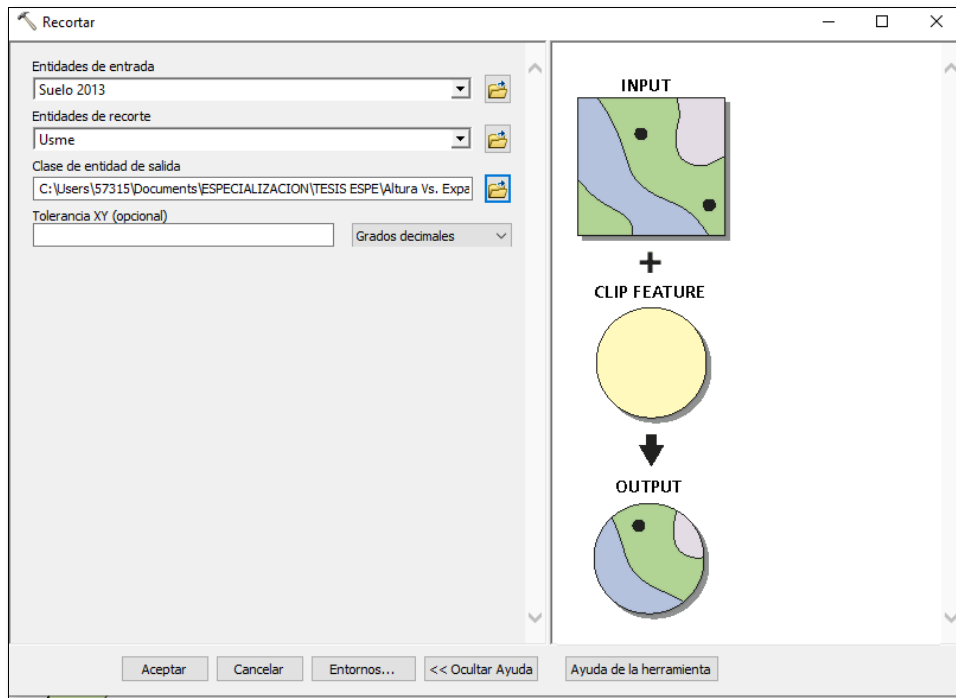 Recortar
Entidades de entrada
Suelo 2013
Entidades de recorte
Usme
Clase de entidad de salida
C:\Users\57315\Documents\ESPECIALIZACION\TESIS ESPE\Altura Vs. Expa
Tolerancia XY (opcional)
Grados decimales
INPUT
CLIP FEATURE
OUTPUT
Aceptar Cancelar Entornos... << Ocultar Ayuda Ayuda de la herramienta